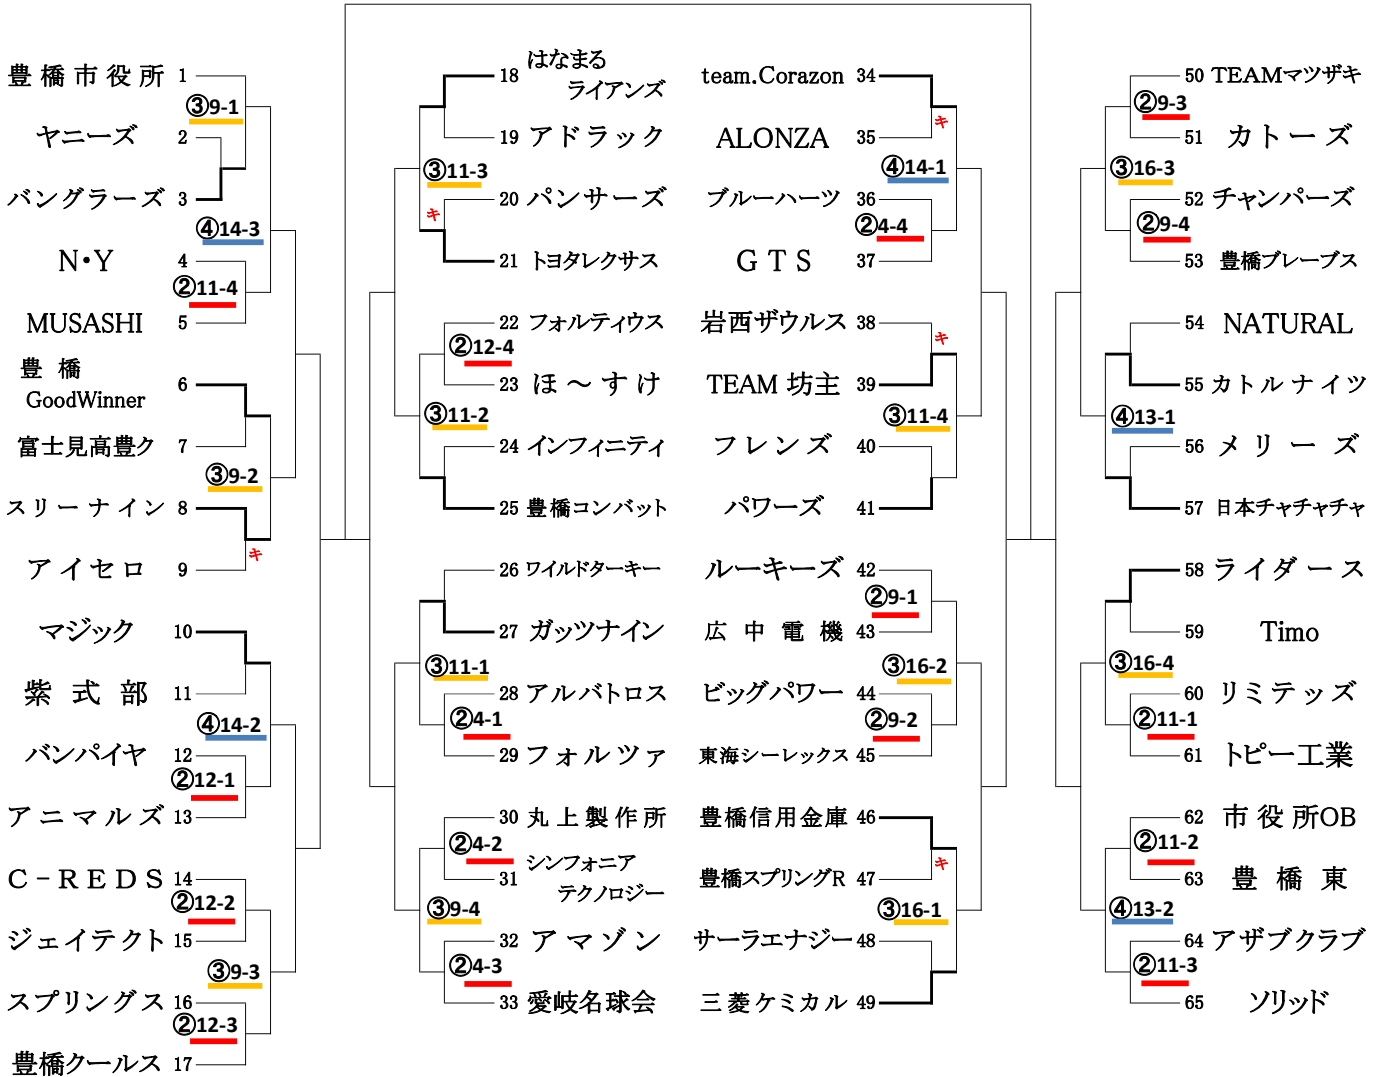 豊橋市役所 1
③9-1
ヤニーズ 2
バングラーズ 3
④14-3
N・Y 4
②11-4
MUSASHI 5
豊橋
GoodWinner 6
富士見高豊ク 7
③9-2
スリーナイン 8
キ
アイセロ 9
マジック 10
紫式部 11
④14-2
バンパイヤ 12
②12-1
アニマルズ 13
C-REDS 14
②12-2
ジェイテクト 15
③9-3
スプリングス 16
②12-3
豊橋クールス 17
18 はなまる
ライアンズ
19 アドラック
③11-3
20 パンサーズ
キ
21 トヨタレクサス
22 フォルティウス
②12-4
23 ほ～すけ
③11-2
24 インフィニティ
25 豊橋コンバット
26 ワイルドターキー
27 ガッツナイン
③11-1
28 アルバトロス
②4-1
29 フォルツァ
30 丸上製作所
②4-2
31 シンフォニア
テクノロジー
③9-4
32 アマゾン
②4-3
33 愛岐名球会
team.Corazon 34
キ
ALONZA 35
④14-1
ブルーハーツ 36
②4-4
GTS 37
岩西ザウルス 38
キ
TEAM 坊主 39
③11-4
フレンズ 40
パワーズ 41
ルーキーズ 42
②9-1
広中電機 43
③16-2
ビッグパワー 44
②9-2
東海シーレックス 45
豊橋信用金庫 46
キ
豊橋スプリングR 47
③16-1
サーラエナジー 48
三菱ケミカル 49
50 TEAMマツザキ
②9-3
51 カトーズ
③16-3
52 チャンパーズ
②9-4
53 豊橋ブレーブス
54 NATURAL
55 カトルナイツ
④13-1
56 メリーズ
57 日本チャチャチャ
58 ライダース
59 Timo
③16-4
60 リミテッズ
②11-1
61 トピー工業
62 市役所OB
②11-2
63 豊橋東
④13-2
64 アザブクラブ
②11-3
65 ソリッド